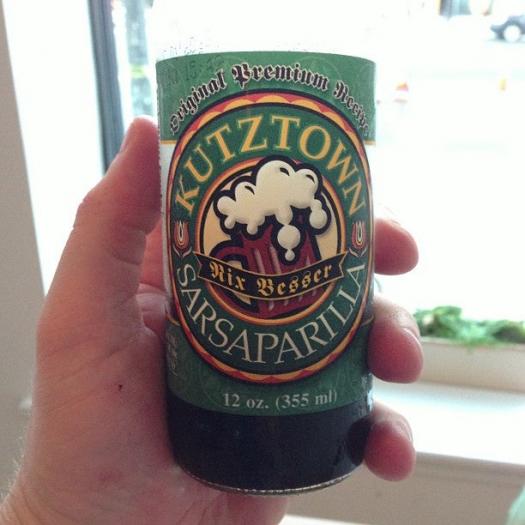 Original Premium Recipe
KUTZTOWN
Nix Besser
SARSAPARILLA
12 oz. (355 ml)